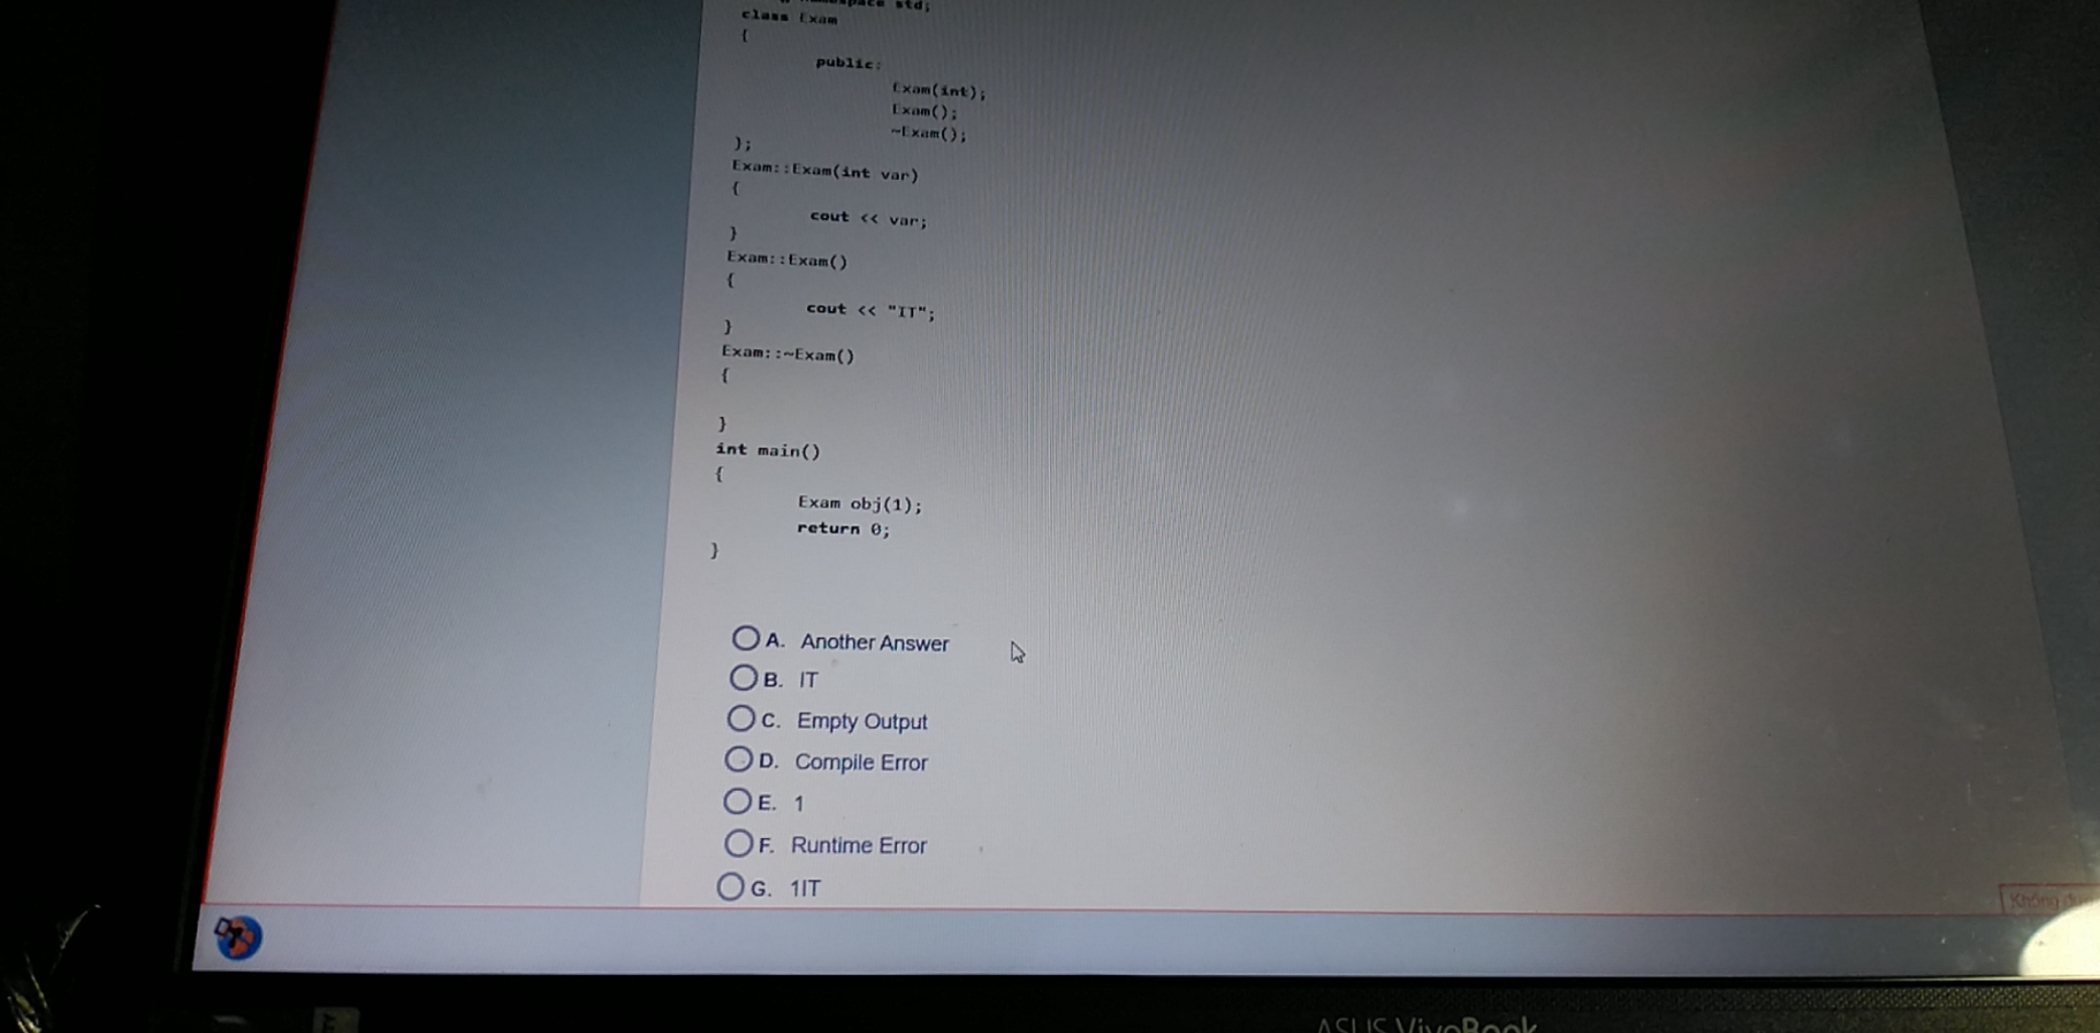 std;
class Exam
{
public:
Exam(int);
Exam();
~Exam();
};
Exam::Exam(int var)
{
cout << var;
}
Exam::Exam()
{
cout << "IT";
}
Exam::~Exam()
{
}
int main()
{
Exam obj(1);
return 0;
}
A. Another Answer
B. IT
C. Empty Output
D. Compile Error
E. 1
F. Runtime Error
G. 1IT
Không
ASUS VivoBook